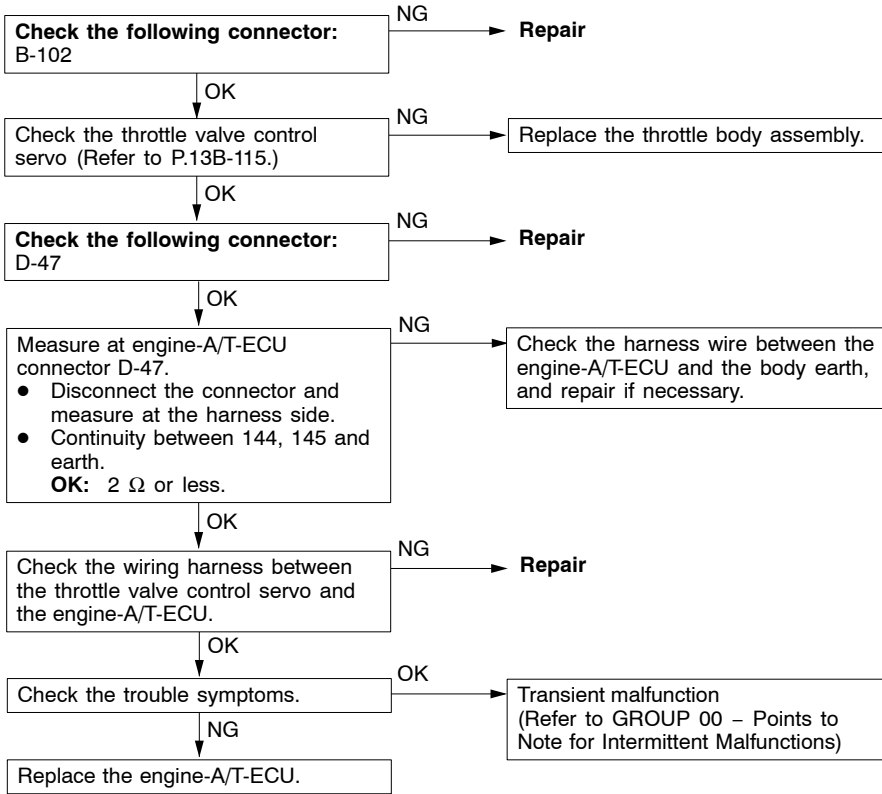 Check the following connector:
B-102
NG
Repair
OK
Check the throttle valve control
servo (Refer to P.13B-115.)
NG
Replace the throttle body assembly.
OK
Check the following connector:
D-47
NG
Repair
OK
Measure at engine-A/T-ECU
connector D-47.
● Disconnect the connector and
measure at the harness side.
● Continuity between 144, 145 and
earth.
OK: 2 Ω or less.
NG
Check the harness wire between the
engine-A/T-ECU and the body earth,
and repair if necessary.
OK
Check the wiring harness between
the throttle valve control servo and
the engine-A/T-ECU.
NG
Repair
OK
Check the trouble symptoms.
OK
Transient malfunction
(Refer to GROUP 00 – Points to
Note for Intermittent Malfunctions)
NG
Replace the engine-A/T-ECU.